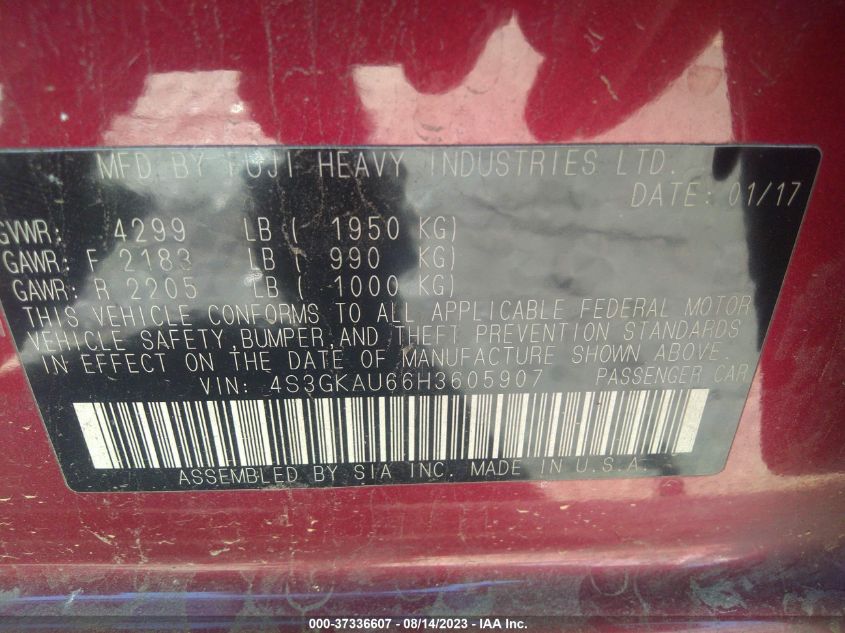 MFD BY FUJI HEAVY INDUSTRIES LTD.
DATE: 01/17
GVWR: 4299 LB ( 1950 KG)
GAWR: F 2183 LB ( 990 KG)
GAWR: R 2205 LB ( 1000 KG)
THIS VEHICLE CONFORMS TO ALL APPLICABLE FEDERAL MOTOR
VEHICLE SAFETY, BUMPER, AND THEFT PREVENTION STANDARDS
IN EFFECT ON THE DATE OF MANUFACTURE SHOWN ABOVE.
VIN: 4S3GKAU66H3605907 PASSENGER CAR
ASSEMBLED BY SIA INC. MADE IN U.S.A.
000-37336607 - 08/14/2023 - IAA Inc.